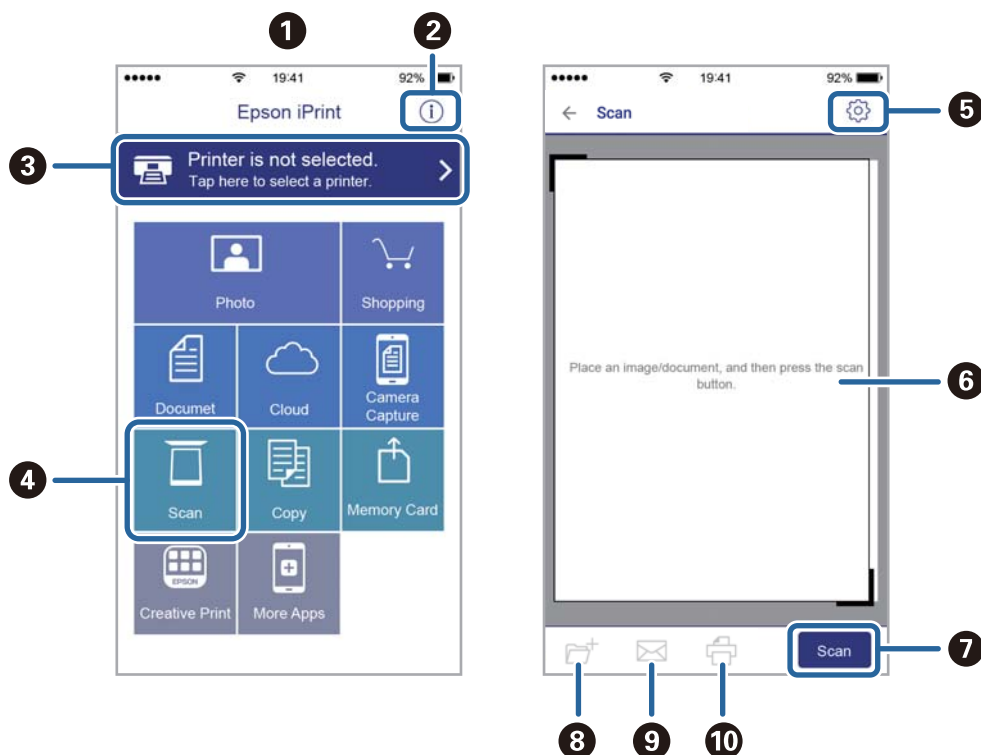 1
2
●●●●● 19:41 92%
Epson iPrint
i
3
Printer is not selected.
Tap here to select a printer.
Photo
Shopping
Documet
Cloud
Camera
Capture
4
Scan
Copy
Memory Card
EPSON
Creative Print
More Apps
●●●●● 19:41 92%
Scan
5
Place an image/document, and then press the scan
button.
6
Scan
7
8
9
10